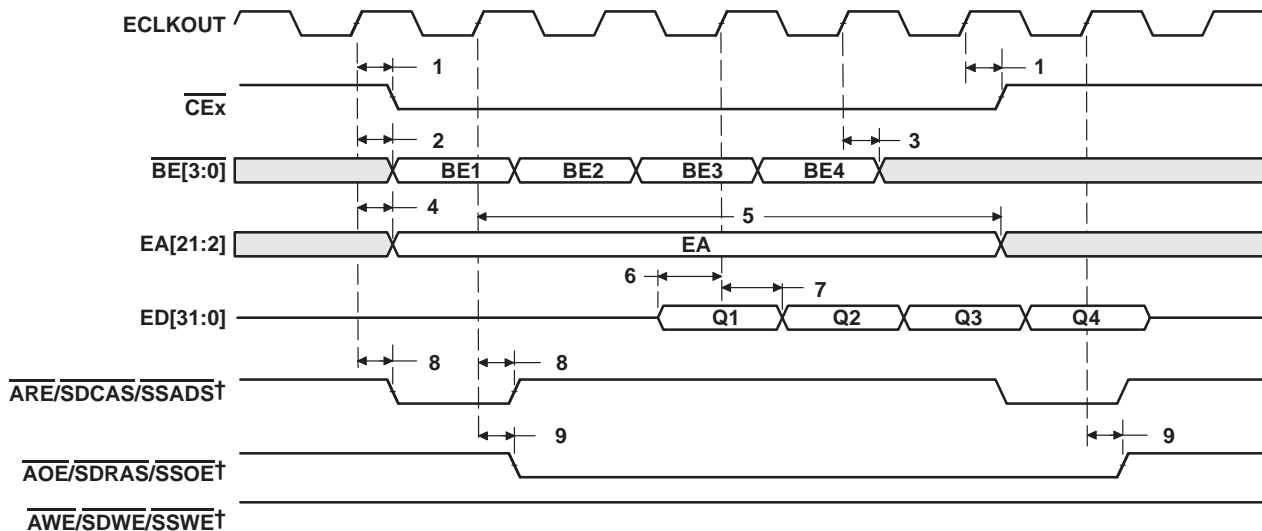 ECLKOUT
1 1
CEx
2 3
BE[3:0] BE1 BE2 BE3 BE4
4 5
EA[21:2] EA
6 7
ED[31:0] Q1 Q2 Q3 Q4
8 8
ARE/SDCAS/SSADS†
9 9
AOE/SDRAS/SSOE†
AWE/SDWE/SSWE†